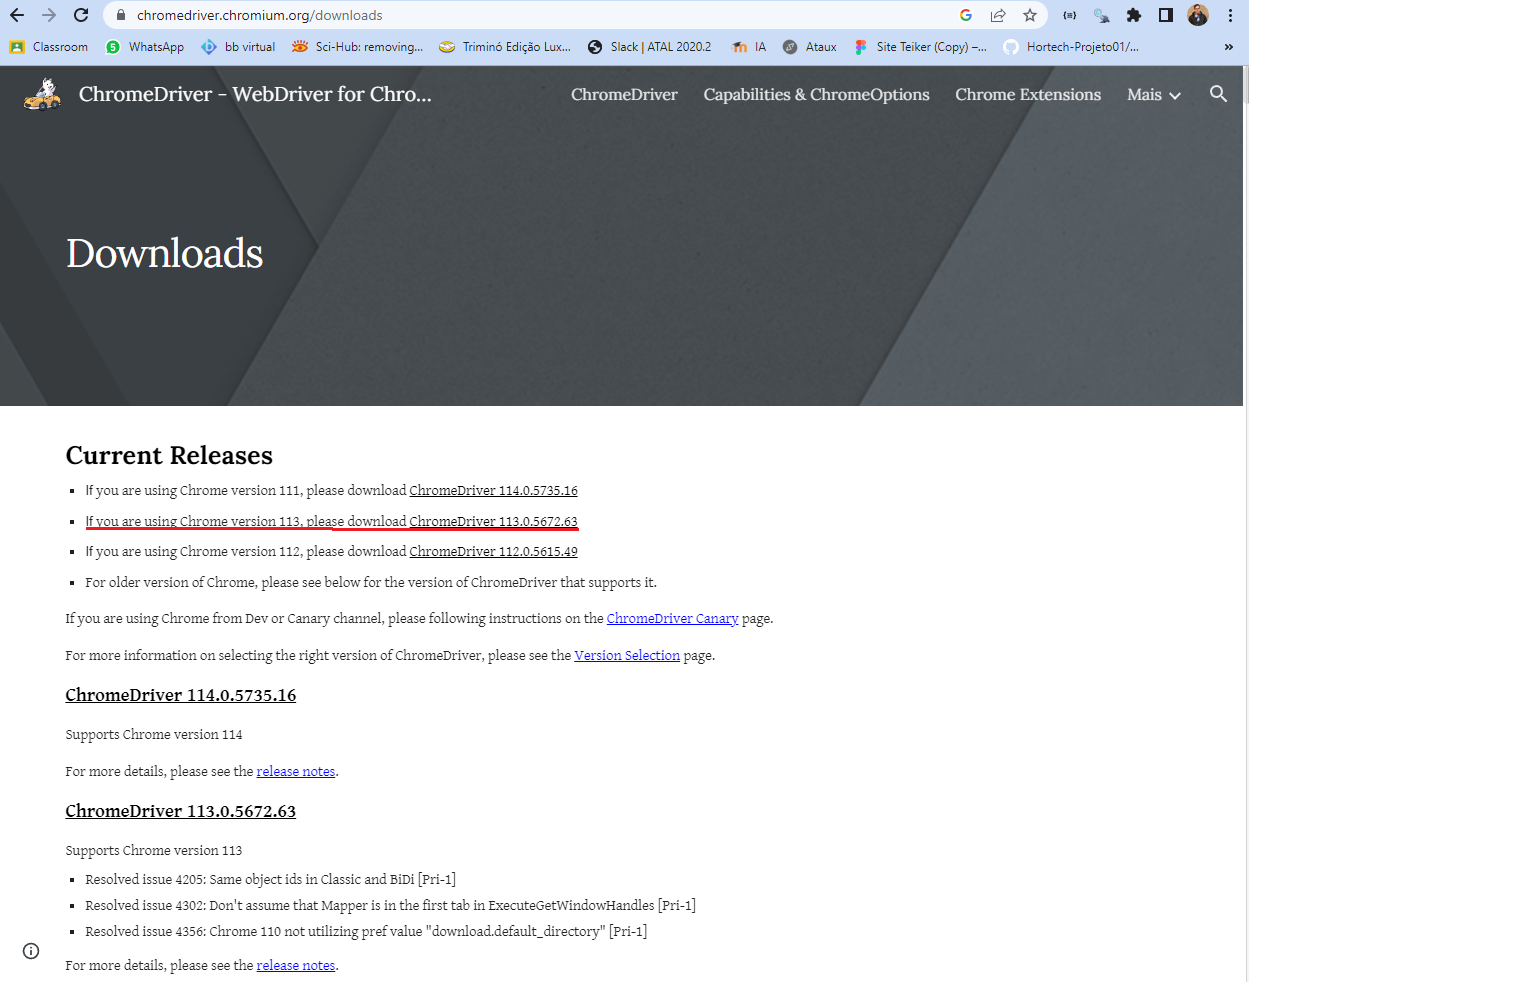 chromedriver.chromium.org/downloads
Classroom WhatsApp bb virtual Sci-Hub: removing... Triminó Edição Lux... Slack | ATAL 2020.2 IA Ataux Site Teiker (Copy) –... Hortech-Projeto01/... »
ChromeDriver - WebDriver for Chro... ChromeDriver Capabilities & ChromeOptions Chrome Extensions Mais
Downloads
Current Releases
If you are using Chrome version 111, please download ChromeDriver 114.0.5735.16
If you are using Chrome version 113, please download ChromeDriver 113.0.5672.63
If you are using Chrome version 112, please download ChromeDriver 112.0.5615.49
For older version of Chrome, please see below for the version of ChromeDriver that supports it.
If you are using Chrome from Dev or Canary channel, please following instructions on the ChromeDriver Canary page.
For more information on selecting the right version of ChromeDriver, please see the Version Selection page.
ChromeDriver 114.0.5735.16
Supports Chrome version 114
For more details, please see the release notes.
ChromeDriver 113.0.5672.63
Supports Chrome version 113
Resolved issue 4205: Same object ids in Classic and BiDi [Pri-1]
Resolved issue 4302: Don't assume that Mapper is in the first tab in ExecuteGetWindowHandles [Pri-1]
Resolved issue 4356: Chrome 110 not utilizing pref value "download.default_directory" [Pri-1]
For more details, please see the release notes.